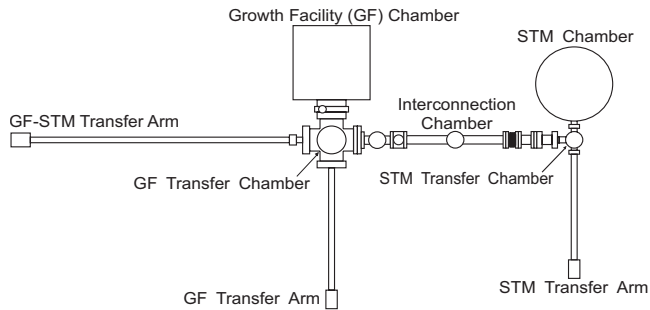 Growth Facility (GF) Chamber
STM Chamber
GF-STM Transfer Arm
Interconnection
Chamber
GF Transfer Chamber
STM Transfer Chamber
GF Transfer Arm
STM Transfer Arm